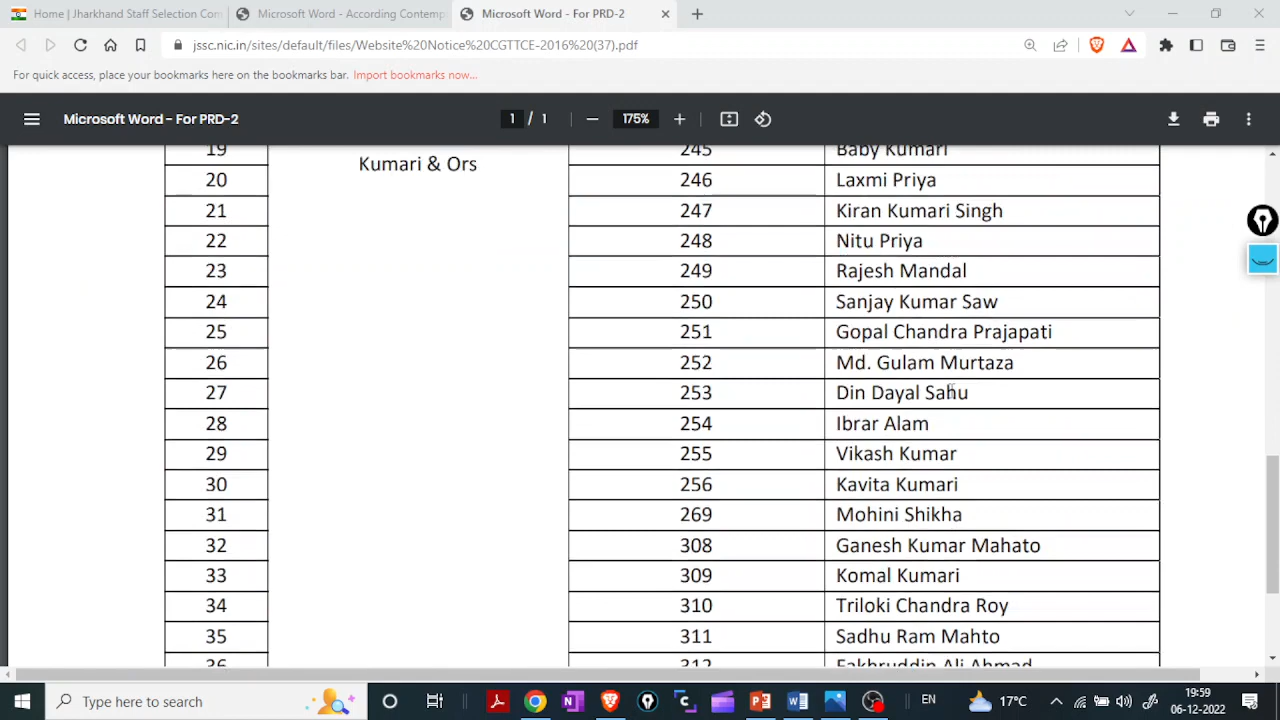 Home | Jharkhand Staff Selection Com
Microsoft Word - According Contemp
Microsoft Word - For PRD-2
jssc.nic.in/sites/default/files/Website%20Notice%20CGTTCE-2016%20(37).pdf
For quick access, place your bookmarks here on the bookmarks bar. Import bookmarks now...
Microsoft Word - For PRD-2
1 / 1
175%
19 245 Baby Kumari
Kumari & Ors
20 246 Laxmi Priya
21 247 Kiran Kumari Singh
22 248 Nitu Priya
23 249 Rajesh Mandal
24 250 Sanjay Kumar Saw
25 251 Gopal Chandra Prajapati
26 252 Md. Gulam Murtaza
27 253 Din Dayal Sahu
28 254 Ibrar Alam
29 255 Vikash Kumar
30 256 Kavita Kumari
31 269 Mohini Shikha
32 308 Ganesh Kumar Mahato
33 309 Komal Kumari
34 310 Triloki Chandra Roy
35 311 Sadhu Ram Mahto
36 312 Fakhruddin Ali Ahmad
Type here to search
EN
17°C
19:59
06-12-2022